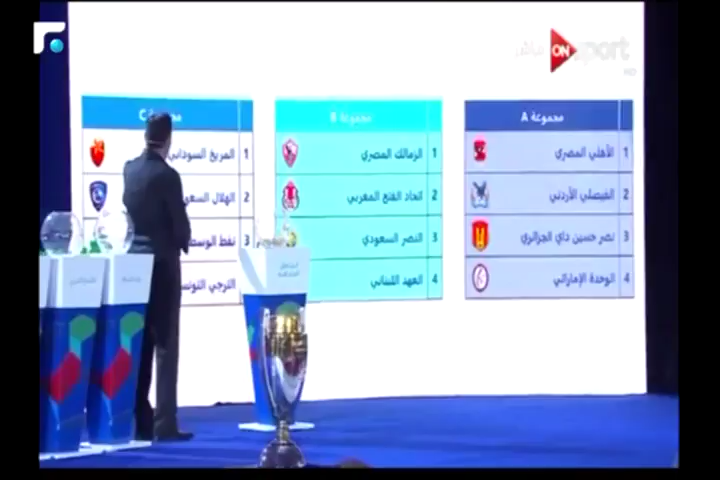 مباشر ON sport
HD
مجموعة A
1 الأهلي المصري
2 الفيصلي الأردني
3 نصر حسين داي الجزائري
4 الوحدة الإماراتي
مجموعة B
1 الزمالك المصري
2 اتحاد الفتح المغربي
3 النصر السعودي
4 العهد اللبناني
C
1 المريخ السوداني
2 الهلال السعو
3 نفط الوسط
الترجي التونس